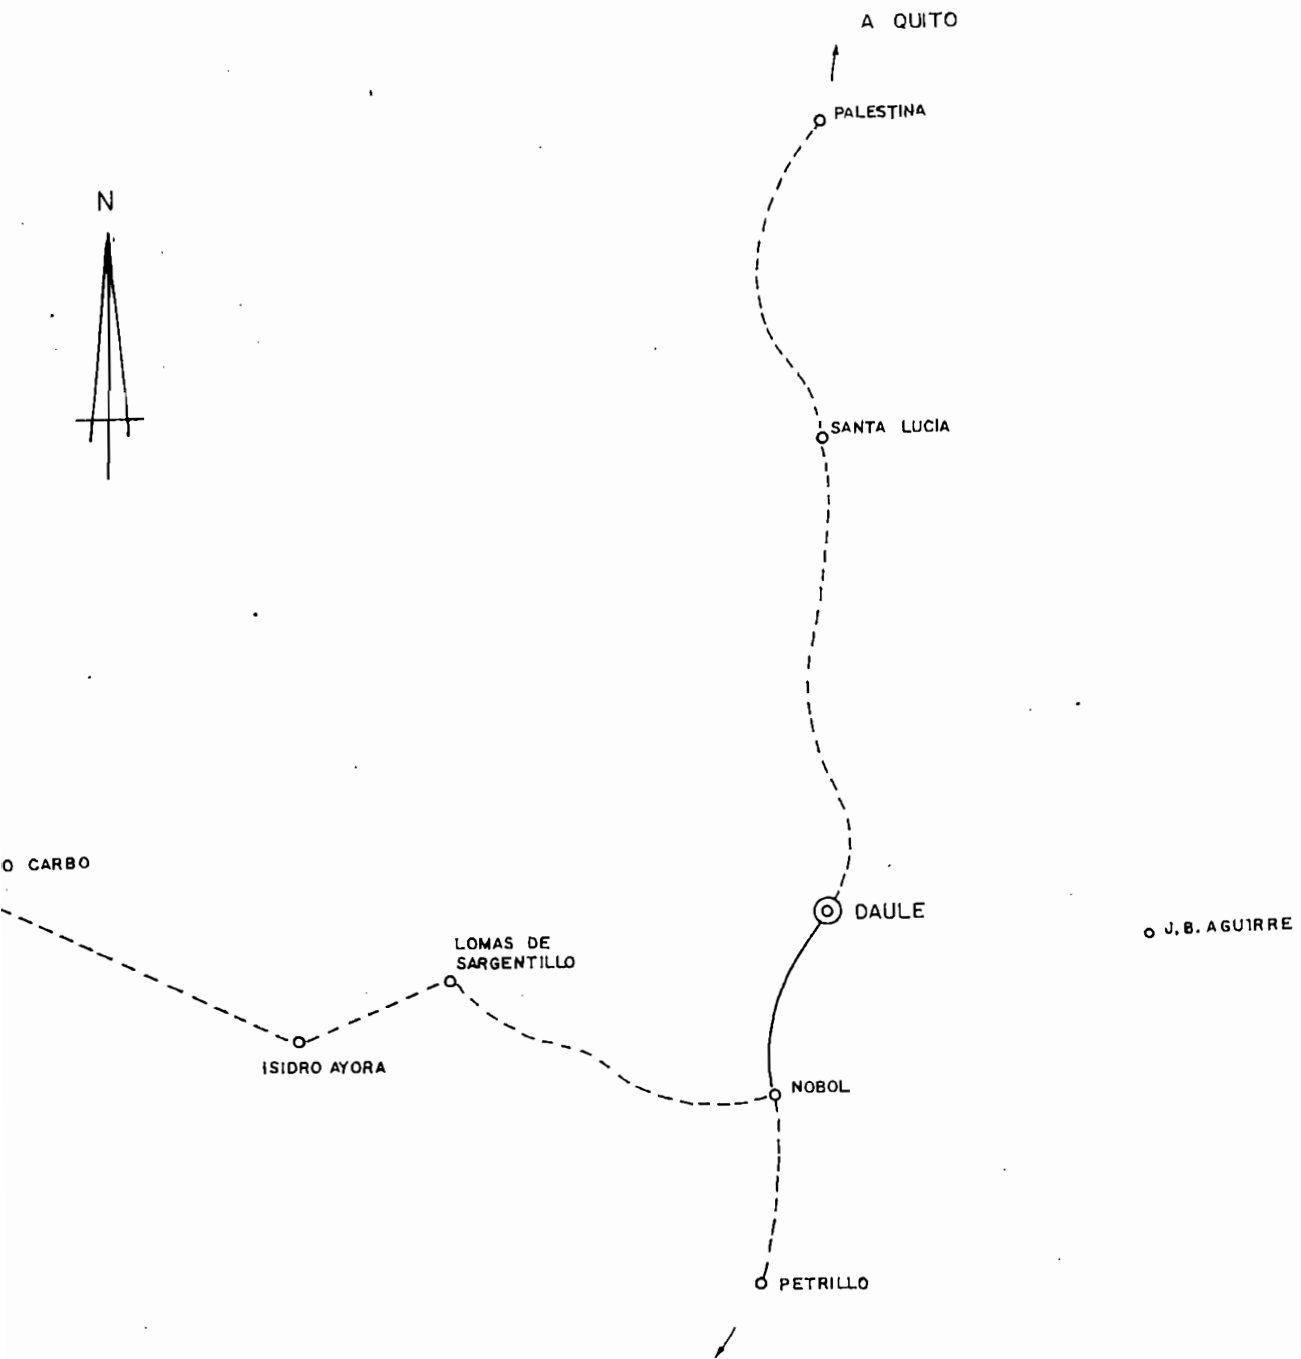 A QUITO
PALESTINA
N
SANTA LUCIA
O CARBO
DAULE
J. B. AGUIRRE
LOMAS DE
SARGENTILLO
ISIDRO AYORA
NOBOL
PETRILLO